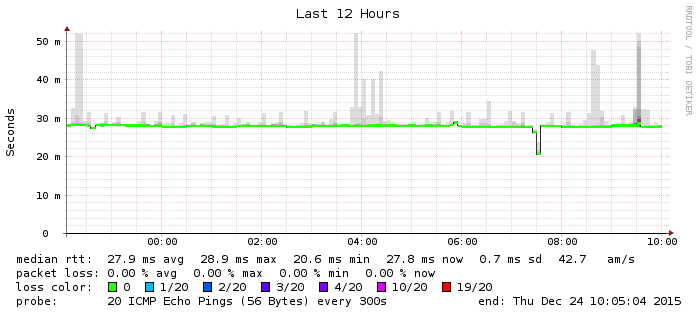 Last 12 Hours
RRDTOOL / TOBI OETIKER
Seconds
50 m
40 m
30 m
20 m
10 m
0
00:00 02:00 04:00 06:00 08:00 10:00
median rtt: 27.9 ms avg 28.9 ms max 20.6 ms min 27.8 ms now 0.7 ms sd 42.7 am/s
packet loss: 0.00 % avg 0.00 % max 0.00 % min 0.00 % now
loss color: 0 1/20 2/20 3/20 4/20 10/20 19/20
probe: 20 ICMP Echo Pings (56 Bytes) every 300s end: Thu Dec 24 10:05:04 2015